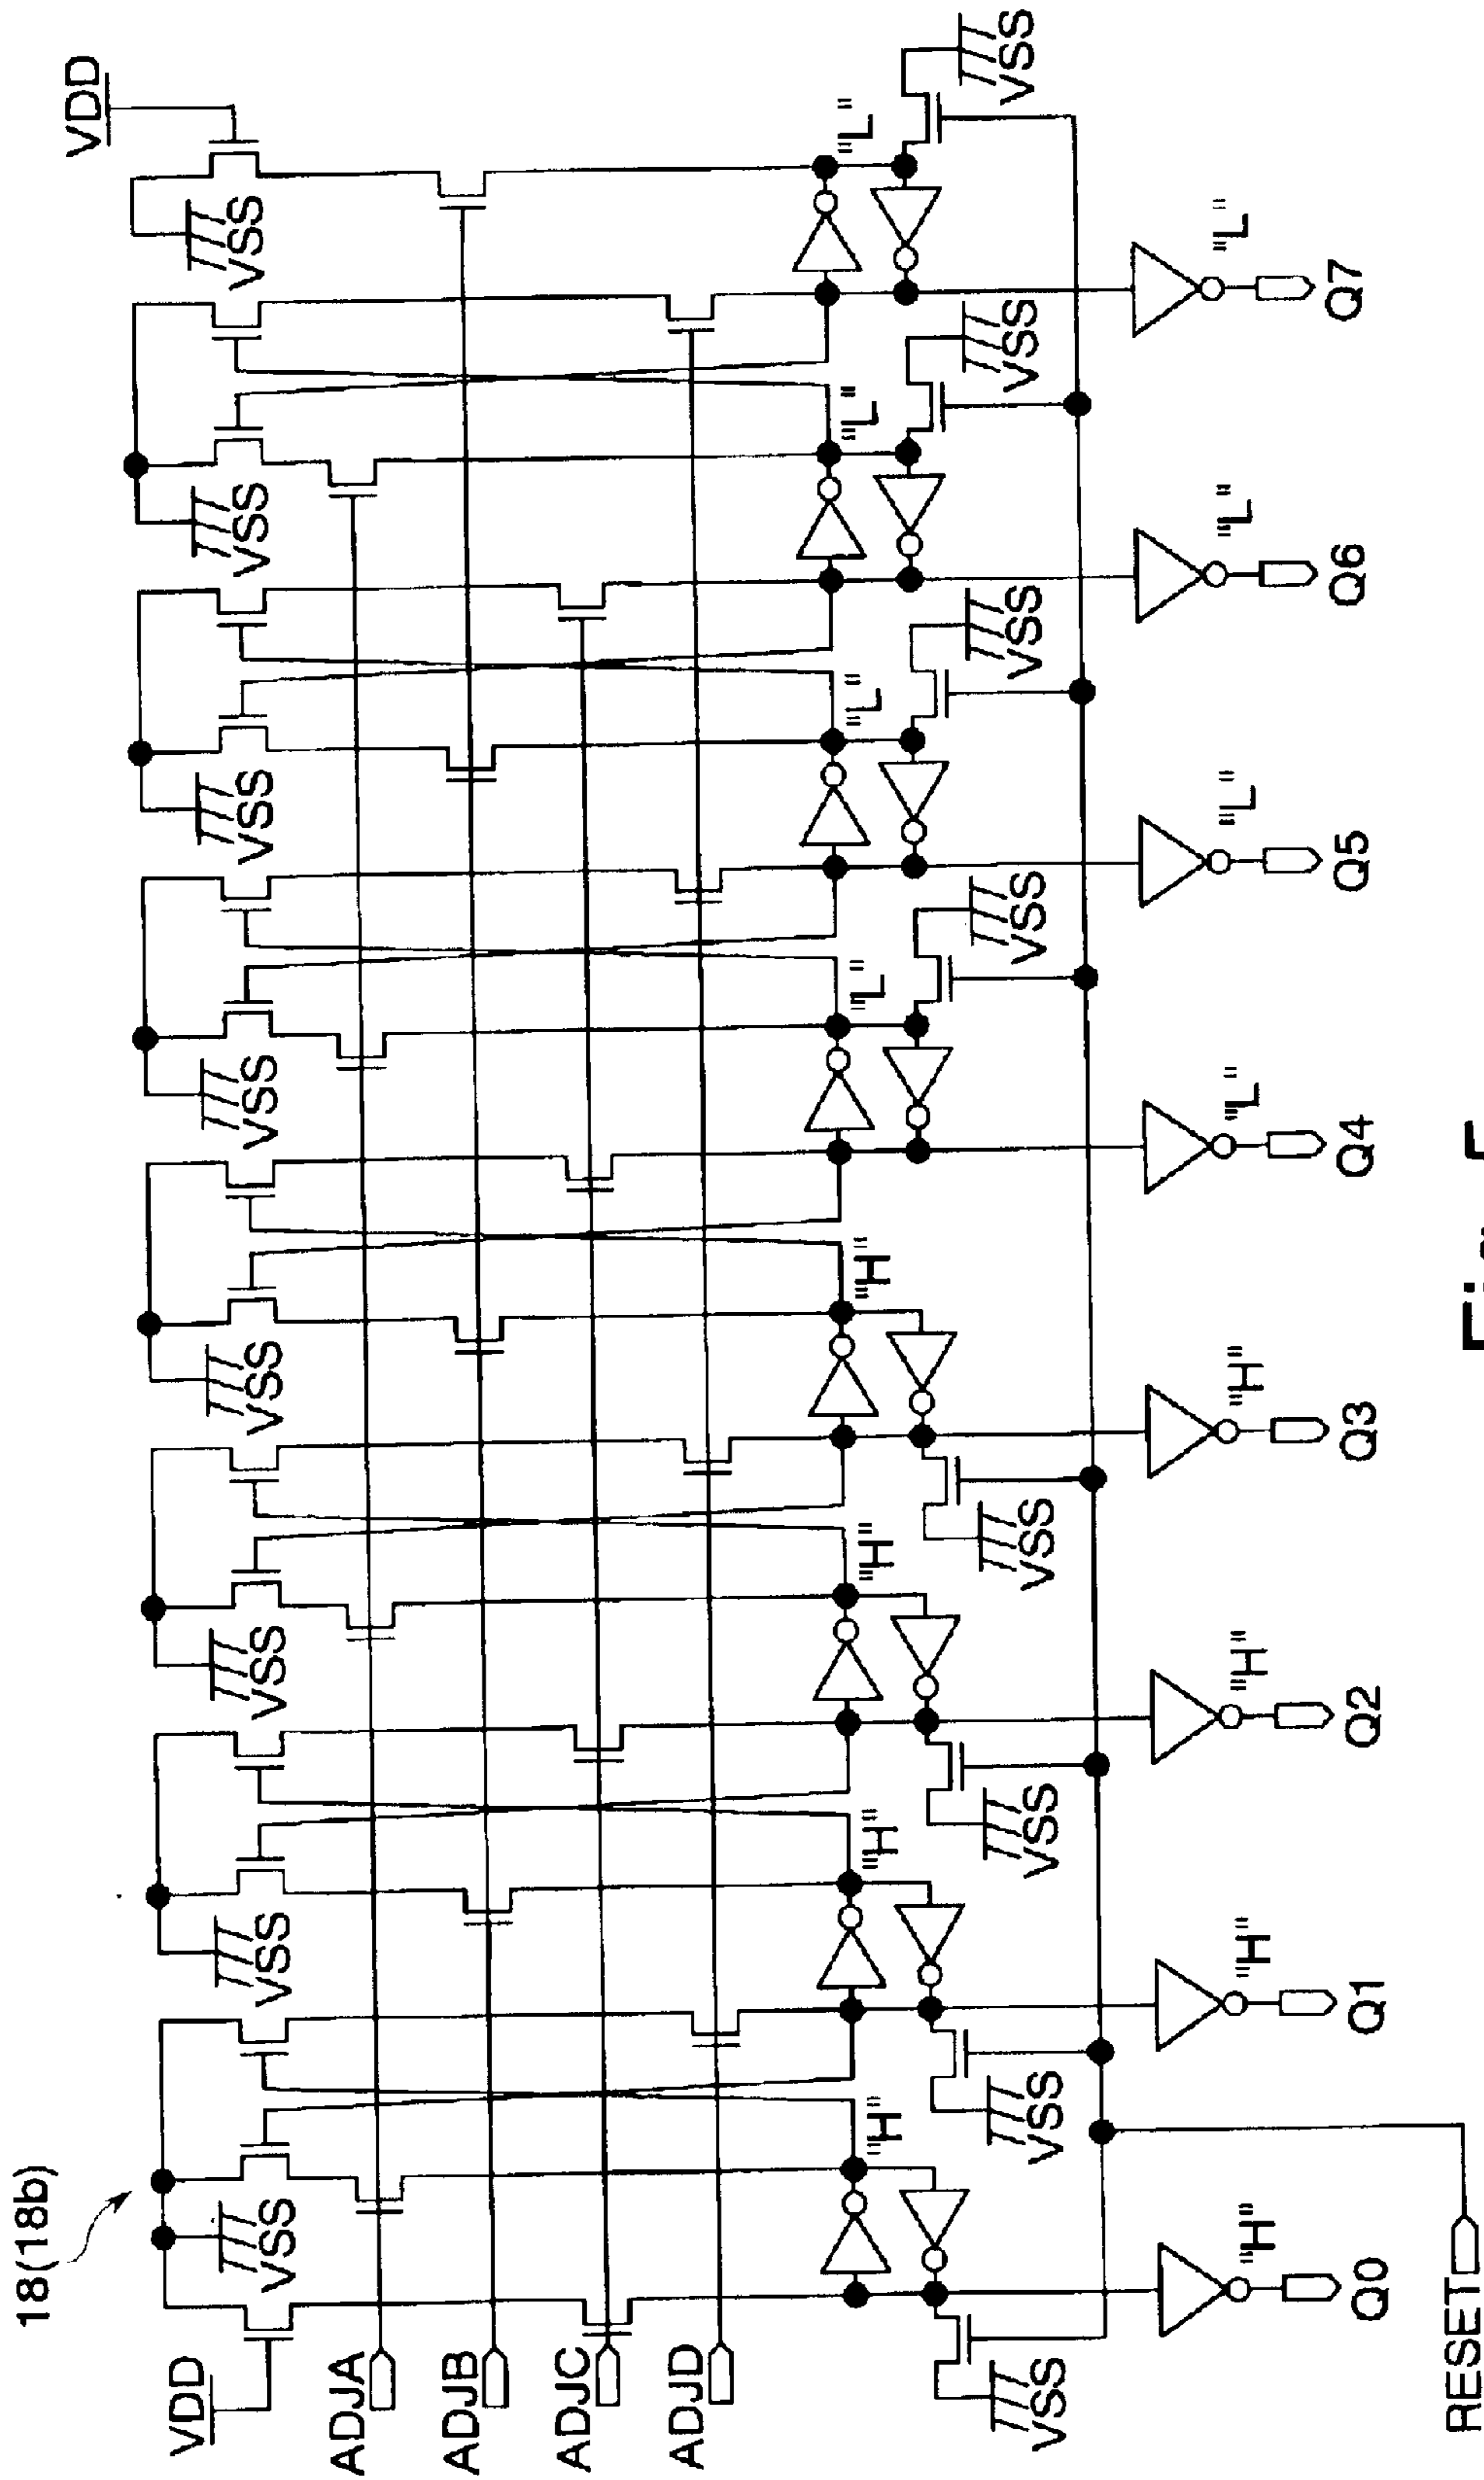 18(18b)
VDD
VDD
VSS
VSS
VSS
VSS
VSS
VSS
VSS
VSS
ADJA
ADJB
ADJC
ADJD
"H"
"H"
"H"
"H"
"L"
"L"
"L"
"L"
VSS
VSS
VSS
VSS
VSS
VSS
VSS
VSS
"H"
"H"
"H"
"H"
"L"
"L"
"L"
"L"
Q0
Q1
Q2
Q3
Q4
Q5
Q6
Q7
RESET